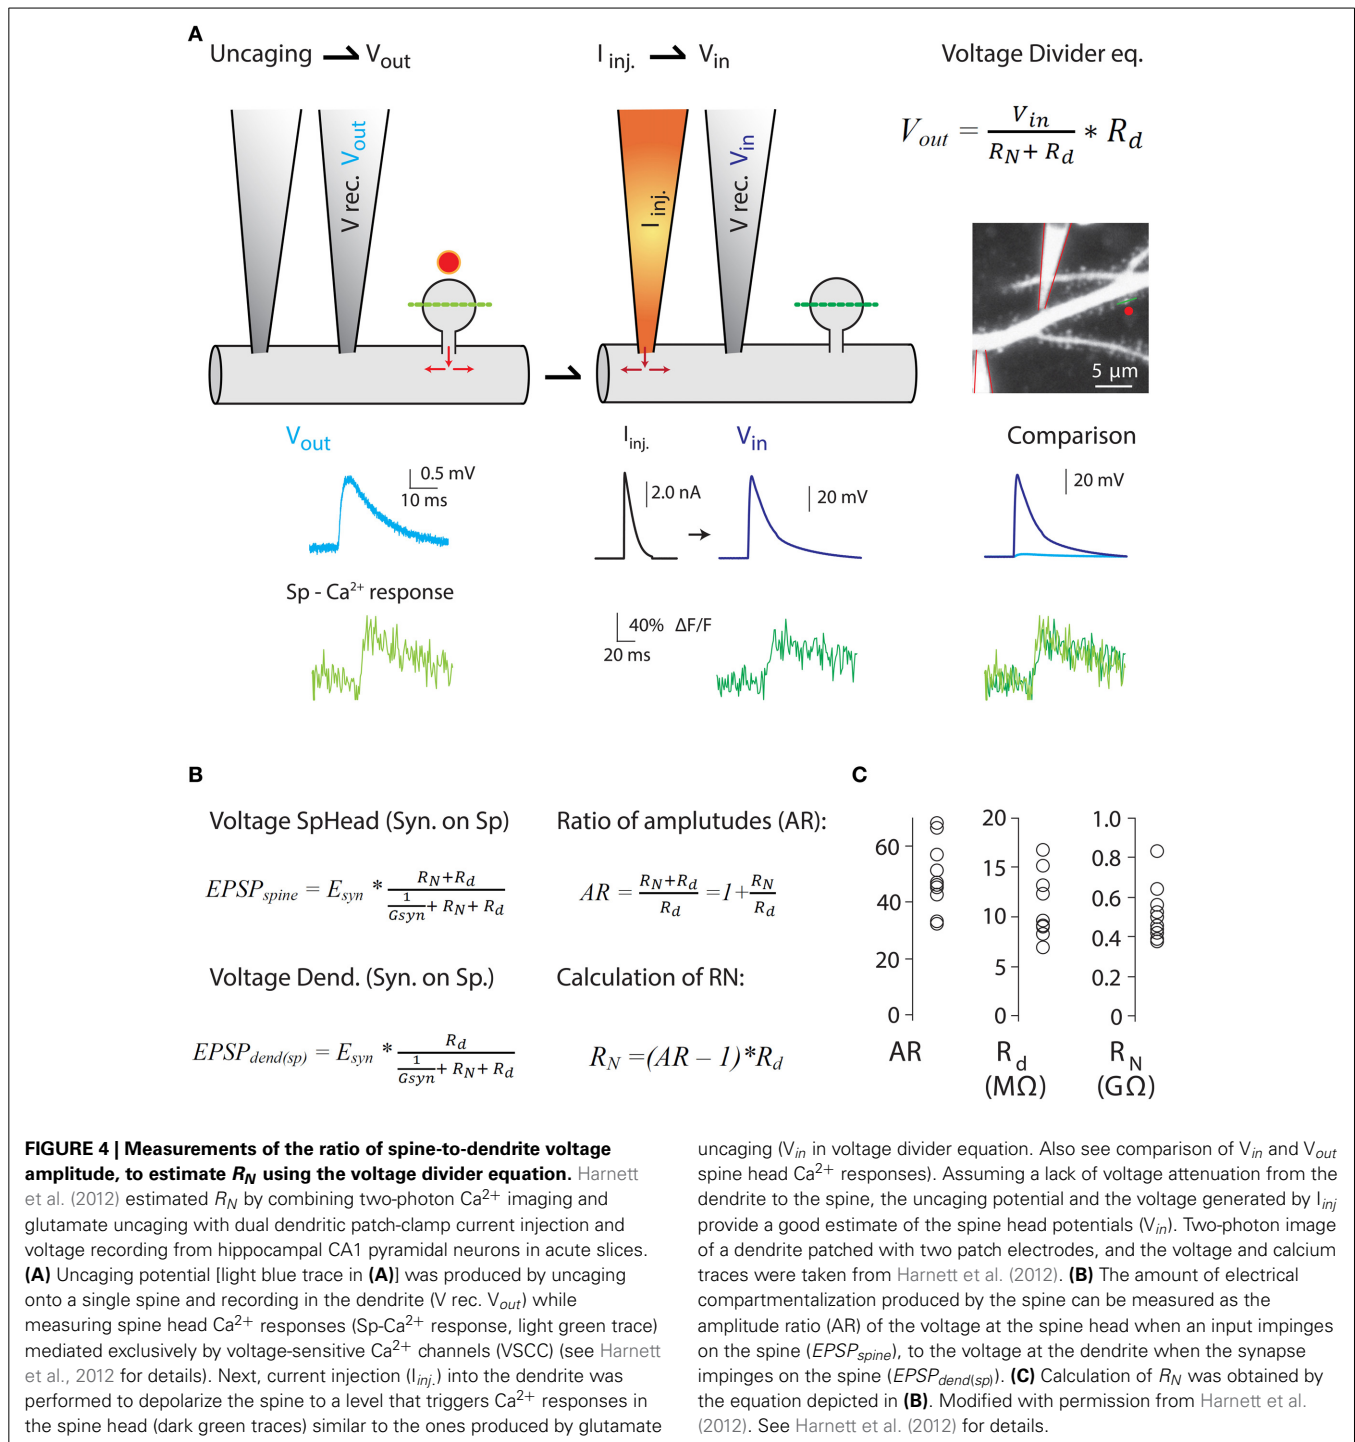 A
Uncaging ⇀ Vout
I inj. ⇀ Vin
Voltage Divider eq.
V rec. Vout
I inj.
V rec. Vin
Vout = Vin / (RN + Rd) * Rd
5 µm
Vout
0.5 mV
10 ms
I inj.
2.0 nA
→
Vin
20 mV
Comparison
20 mV
Sp - Ca2+ response
40% ΔF/F
20 ms
B
Voltage SpHead (Syn. on Sp)
EPSPspine = Esyn * (RN+Rd) / (1/Gsyn + RN + Rd)
Ratio of amplutudes (AR):
AR = (RN+Rd) / Rd = 1+ RN/Rd
Voltage Dend. (Syn. on Sp.)
EPSPdend(sp) = Esyn * Rd / (1/Gsyn + RN + Rd)
Calculation of RN:
RN =(AR – 1)*Rd
C
60
40
20
0
AR
20
15
10
5
0
Rd
(MΩ)
1.0
0.8
0.6
0.4
0.2
0
RN
(GΩ)
FIGURE 4 | Measurements of the ratio of spine-to-dendrite voltage
amplitude, to estimate RN using the voltage divider equation. Harnett
et al. (2012) estimated RN by combining two-photon Ca2+ imaging and
glutamate uncaging with dual dendritic patch-clamp current injection and
voltage recording from hippocampal CA1 pyramidal neurons in acute slices.
(A) Uncaging potential [light blue trace in (A)] was produced by uncaging
onto a single spine and recording in the dendrite (V rec. Vout) while
measuring spine head Ca2+ responses (Sp-Ca2+ response, light green trace)
mediated exclusively by voltage-sensitive Ca2+ channels (VSCC) (see Harnett
et al., 2012 for details). Next, current injection (Iinj.) into the dendrite was
performed to depolarize the spine to a level that triggers Ca2+ responses in
the spine head (dark green traces) similar to the ones produced by glutamate
uncaging (Vin in voltage divider equation. Also see comparison of Vin and Vout
spine head Ca2+ responses). Assuming a lack of voltage attenuation from the
dendrite to the spine, the uncaging potential and the voltage generated by Iinj
provide a good estimate of the spine head potentials (Vin). Two-photon image
of a dendrite patched with two patch electrodes, and the voltage and calcium
traces were taken from Harnett et al. (2012). (B) The amount of electrical
compartmentalization produced by the spine can be measured as the
amplitude ratio (AR) of the voltage at the spine head when an input impinges
on the spine (EPSPspine), to the voltage at the dendrite when the synapse
impinges on the spine (EPSPdend(sp)). (C) Calculation of RN was obtained by
the equation depicted in (B). Modified with permission from Harnett et al.
(2012). See Harnett et al. (2012) for details.